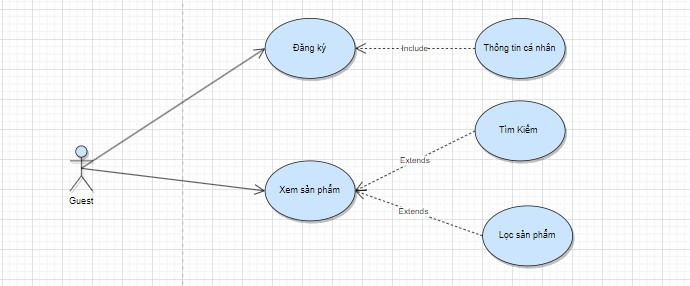 Đăng ký
Include
Thông tin cá nhân
Tìm Kiếm
Extends
Guest
Xem sản phẩm
Extends
Lọc sản phẩm